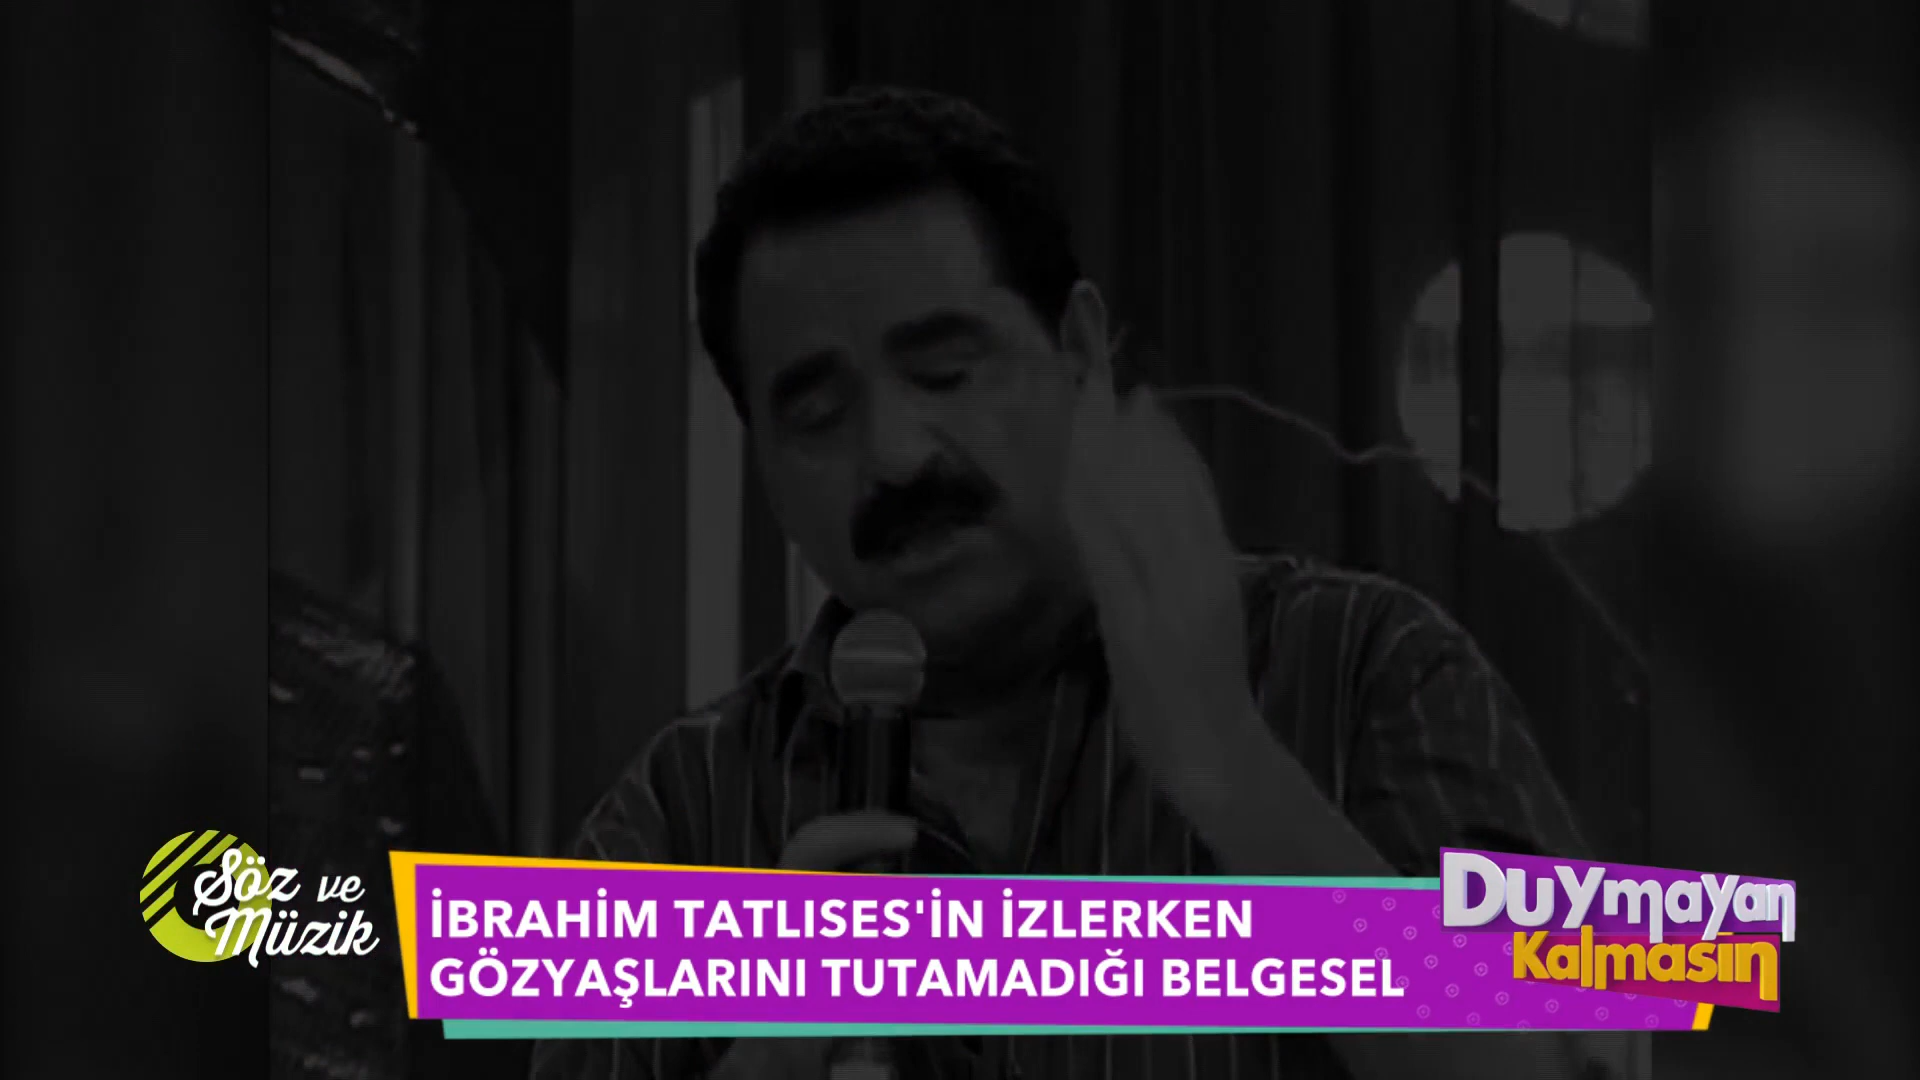 Söz ve
Müzik
İBRAHİM TATLISES'İN İZLERKEN
GÖZYAŞLARINI TUTAMADIĞI BELGESEL
Duymayan
Kalmasın